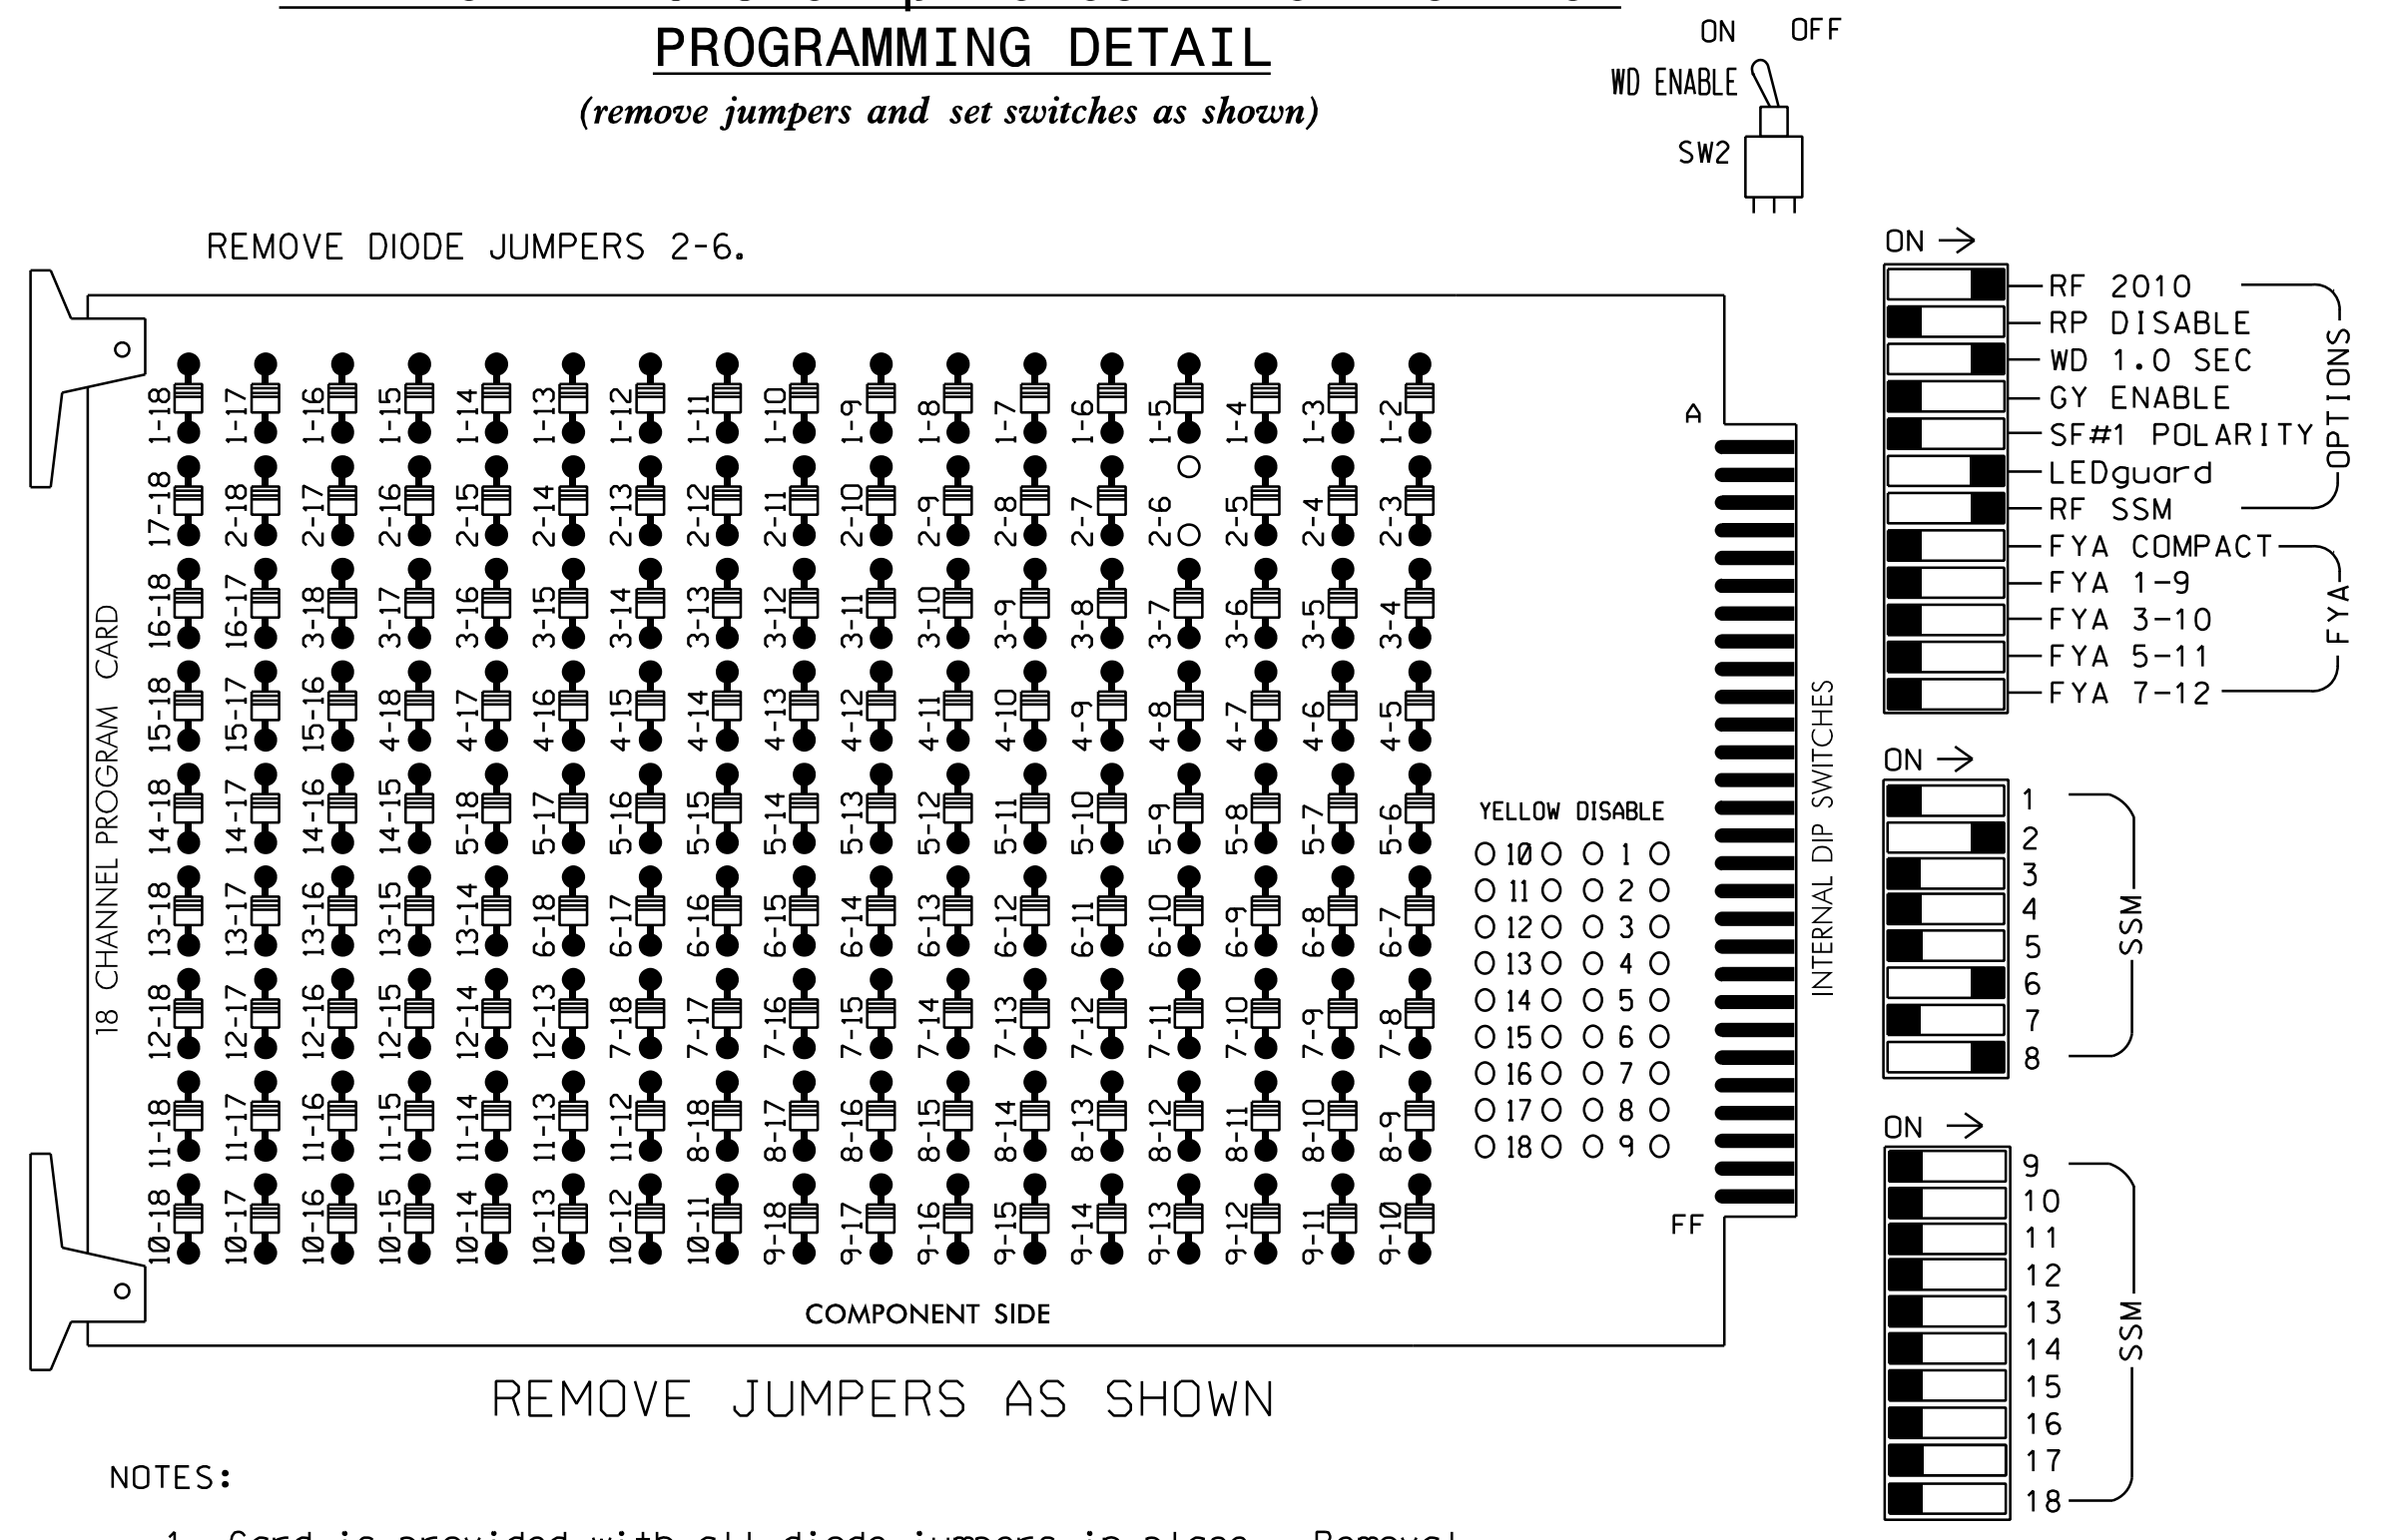 PROGRAMMING DETAIL
(remove jumpers and set switches as shown)
ON OFF
WD ENABLE
SW2
REMOVE DIODE JUMPERS 2-6.
18 CHANNEL PROGRAM CARD
1-18 1-17 1-16 1-15 1-14 1-13 1-12 1-11 1-10 1-9 1-8 1-7 1-6 1-5 1-4 1-3 1-2
17-18 2-18 2-17 2-16 2-15 2-14 2-13 2-12 2-11 2-10 2-9 2-8 2-7 2-6 2-5 2-4 2-3
16-18 16-17 3-18 3-17 3-16 3-15 3-14 3-13 3-12 3-11 3-10 3-9 3-8 3-7 3-6 3-5 3-4
15-18 15-17 15-16 4-18 4-17 4-16 4-15 4-14 4-13 4-12 4-11 4-10 4-9 4-8 4-7 4-6 4-5
14-18 14-17 14-16 14-15 5-18 5-17 5-16 5-15 5-14 5-13 5-12 5-11 5-10 5-9 5-8 5-7 5-6
13-18 13-17 13-16 13-15 13-14 6-18 6-17 6-16 6-15 6-14 6-13 6-12 6-11 6-10 6-9 6-8 6-7
12-18 12-17 12-16 12-15 12-14 12-13 7-18 7-17 7-16 7-15 7-14 7-13 7-12 7-11 7-10 7-9 7-8
11-18 11-17 11-16 11-15 11-14 11-13 11-12 8-18 8-17 8-16 8-15 8-14 8-13 8-12 8-11 8-10 8-9
10-18 10-17 10-16 10-15 10-14 10-13 10-12 10-11 9-18 9-17 9-16 9-15 9-14 9-13 9-12 9-11 9-10
A
YELLOW DISABLE
10 1
11 2
12 3
13 4
14 5
15 6
16 7
17 8
18 9
FF
COMPONENT SIDE
INTERNAL DIP SWITCHES
ON
RF 2010
RP DISABLE
WD 1.0 SEC
GY ENABLE
SF#1 POLARITY
LEDguard
RF SSM
OPTIONS
FYA COMPACT
FYA 1-9
FYA 3-10
FYA 5-11
FYA 7-12
FYA
ON
1
2
3
4
5
6
7
8
SSM
ON
9
10
11
12
13
14
15
16
17
18
SSM
REMOVE JUMPERS AS SHOWN
NOTES:
1. Card is provided with all diode jumpers in place. Removal